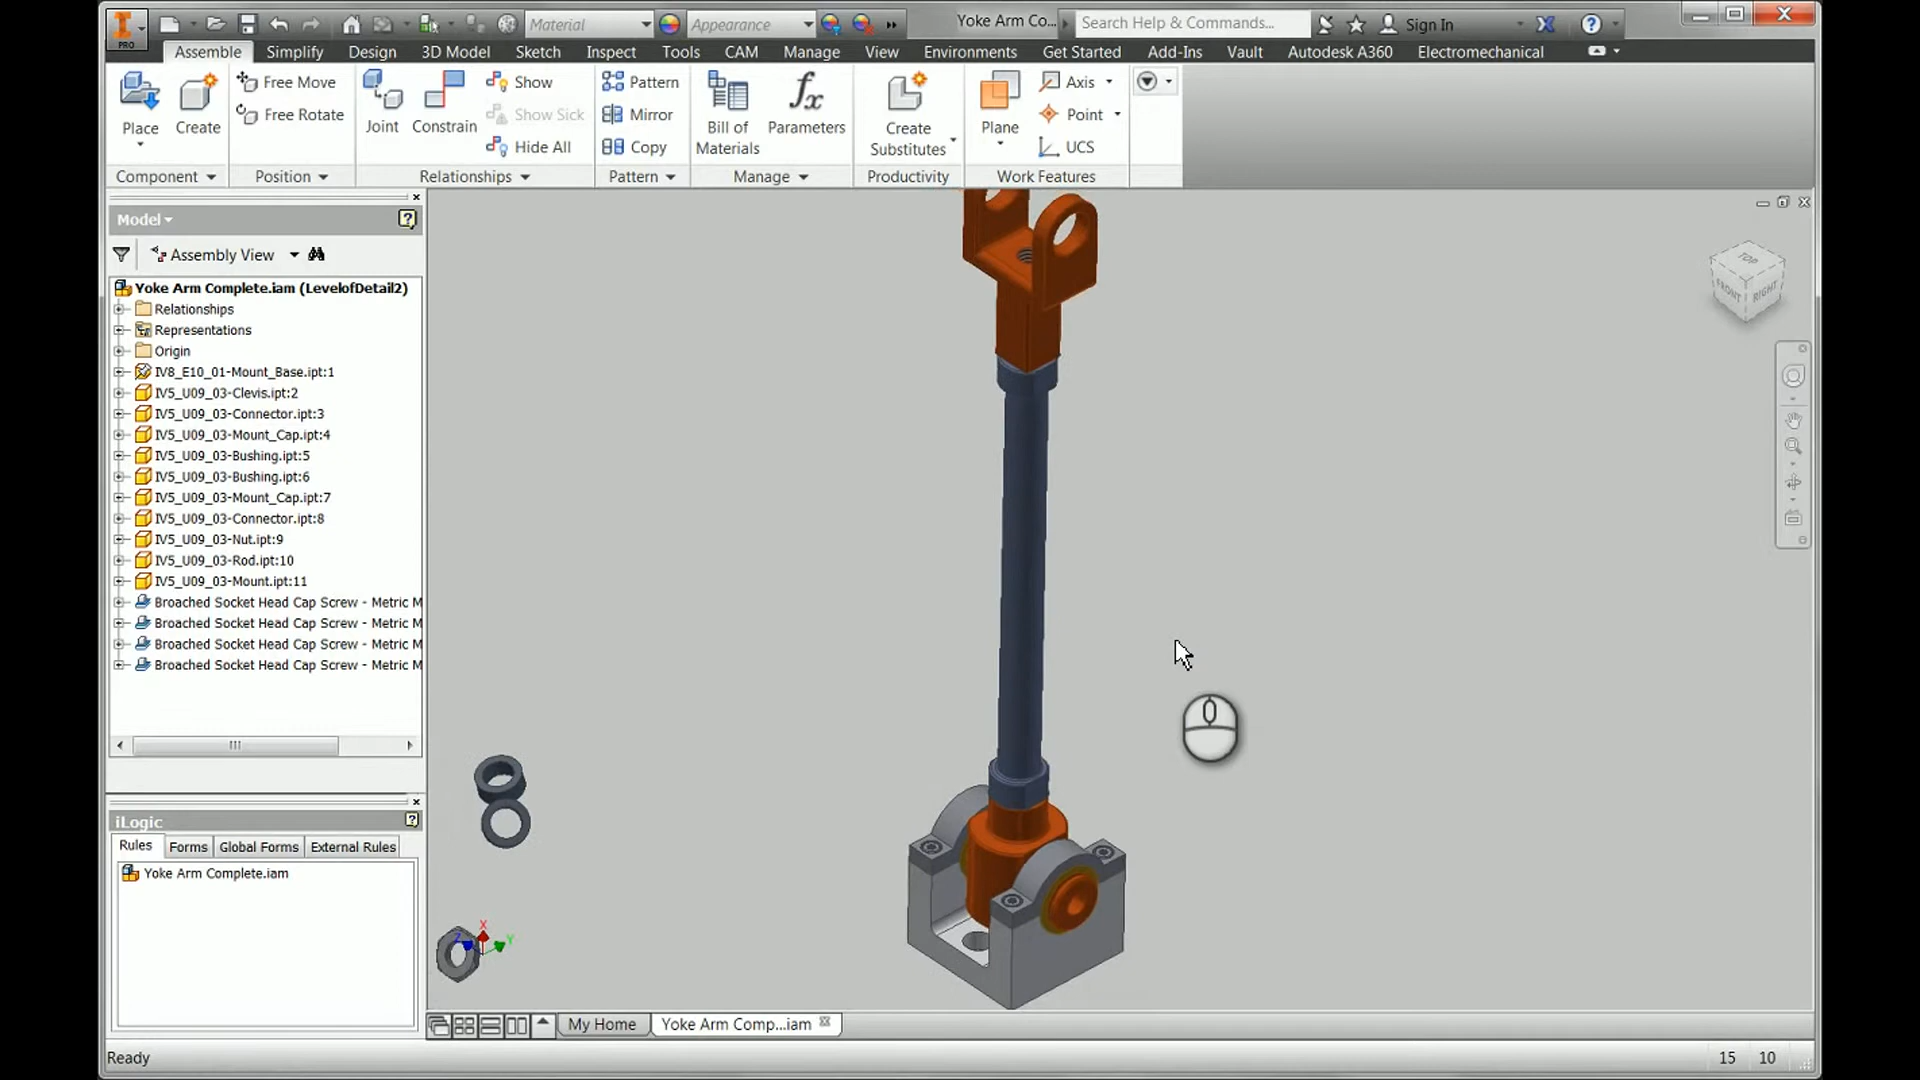 PRO
Material
Appearance
Yoke Arm Co...
Search Help & Commands...
Sign In
Assemble Simplify Design 3D Model Sketch Inspect Tools CAM Manage View Environments Get Started Add-Ins Vault Autodesk A360 Electromechanical
Place
Create
Free Move
Free Rotate
Joint
Constrain
Show
Show Sick
Hide All
Pattern
Mirror
Copy
Bill of
Materials
fx
Parameters
Create
Substitutes
Plane
Axis
Point
UCS
Component Position Relationships Pattern Manage Productivity Work Features
Model
Assembly View
Yoke Arm Complete.iam (LevelofDetail2)
Relationships
Representations
Origin
IV8_E10_01-Mount_Base.ipt:1
IV5_U09_03-Clevis.ipt:2
IV5_U09_03-Connector.ipt:3
IV5_U09_03-Mount_Cap.ipt:4
IV5_U09_03-Bushing.ipt:5
IV5_U09_03-Bushing.ipt:6
IV5_U09_03-Mount_Cap.ipt:7
IV5_U09_03-Connector.ipt:8
IV5_U09_03-Nut.ipt:9
IV5_U09_03-Rod.ipt:10
IV5_U09_03-Mount.ipt:11
Broached Socket Head Cap Screw - Metric M
Broached Socket Head Cap Screw - Metric M
Broached Socket Head Cap Screw - Metric M
Broached Socket Head Cap Screw - Metric M
TOP
FRONT
RIGHT
iLogic
Rules Forms Global Forms External Rules
Yoke Arm Complete.iam
X
Y
Z
My Home
Yoke Arm Comp...iam
Ready
15 10